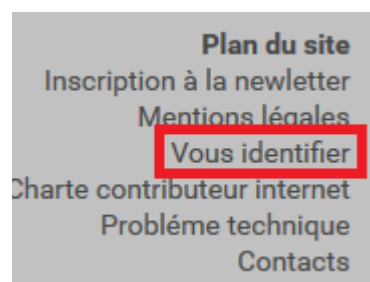 Plan du site
Inscription à la newletter
Mentions légales
Vous identifier
Charte contributeur internet
Probléme technique
Contacts